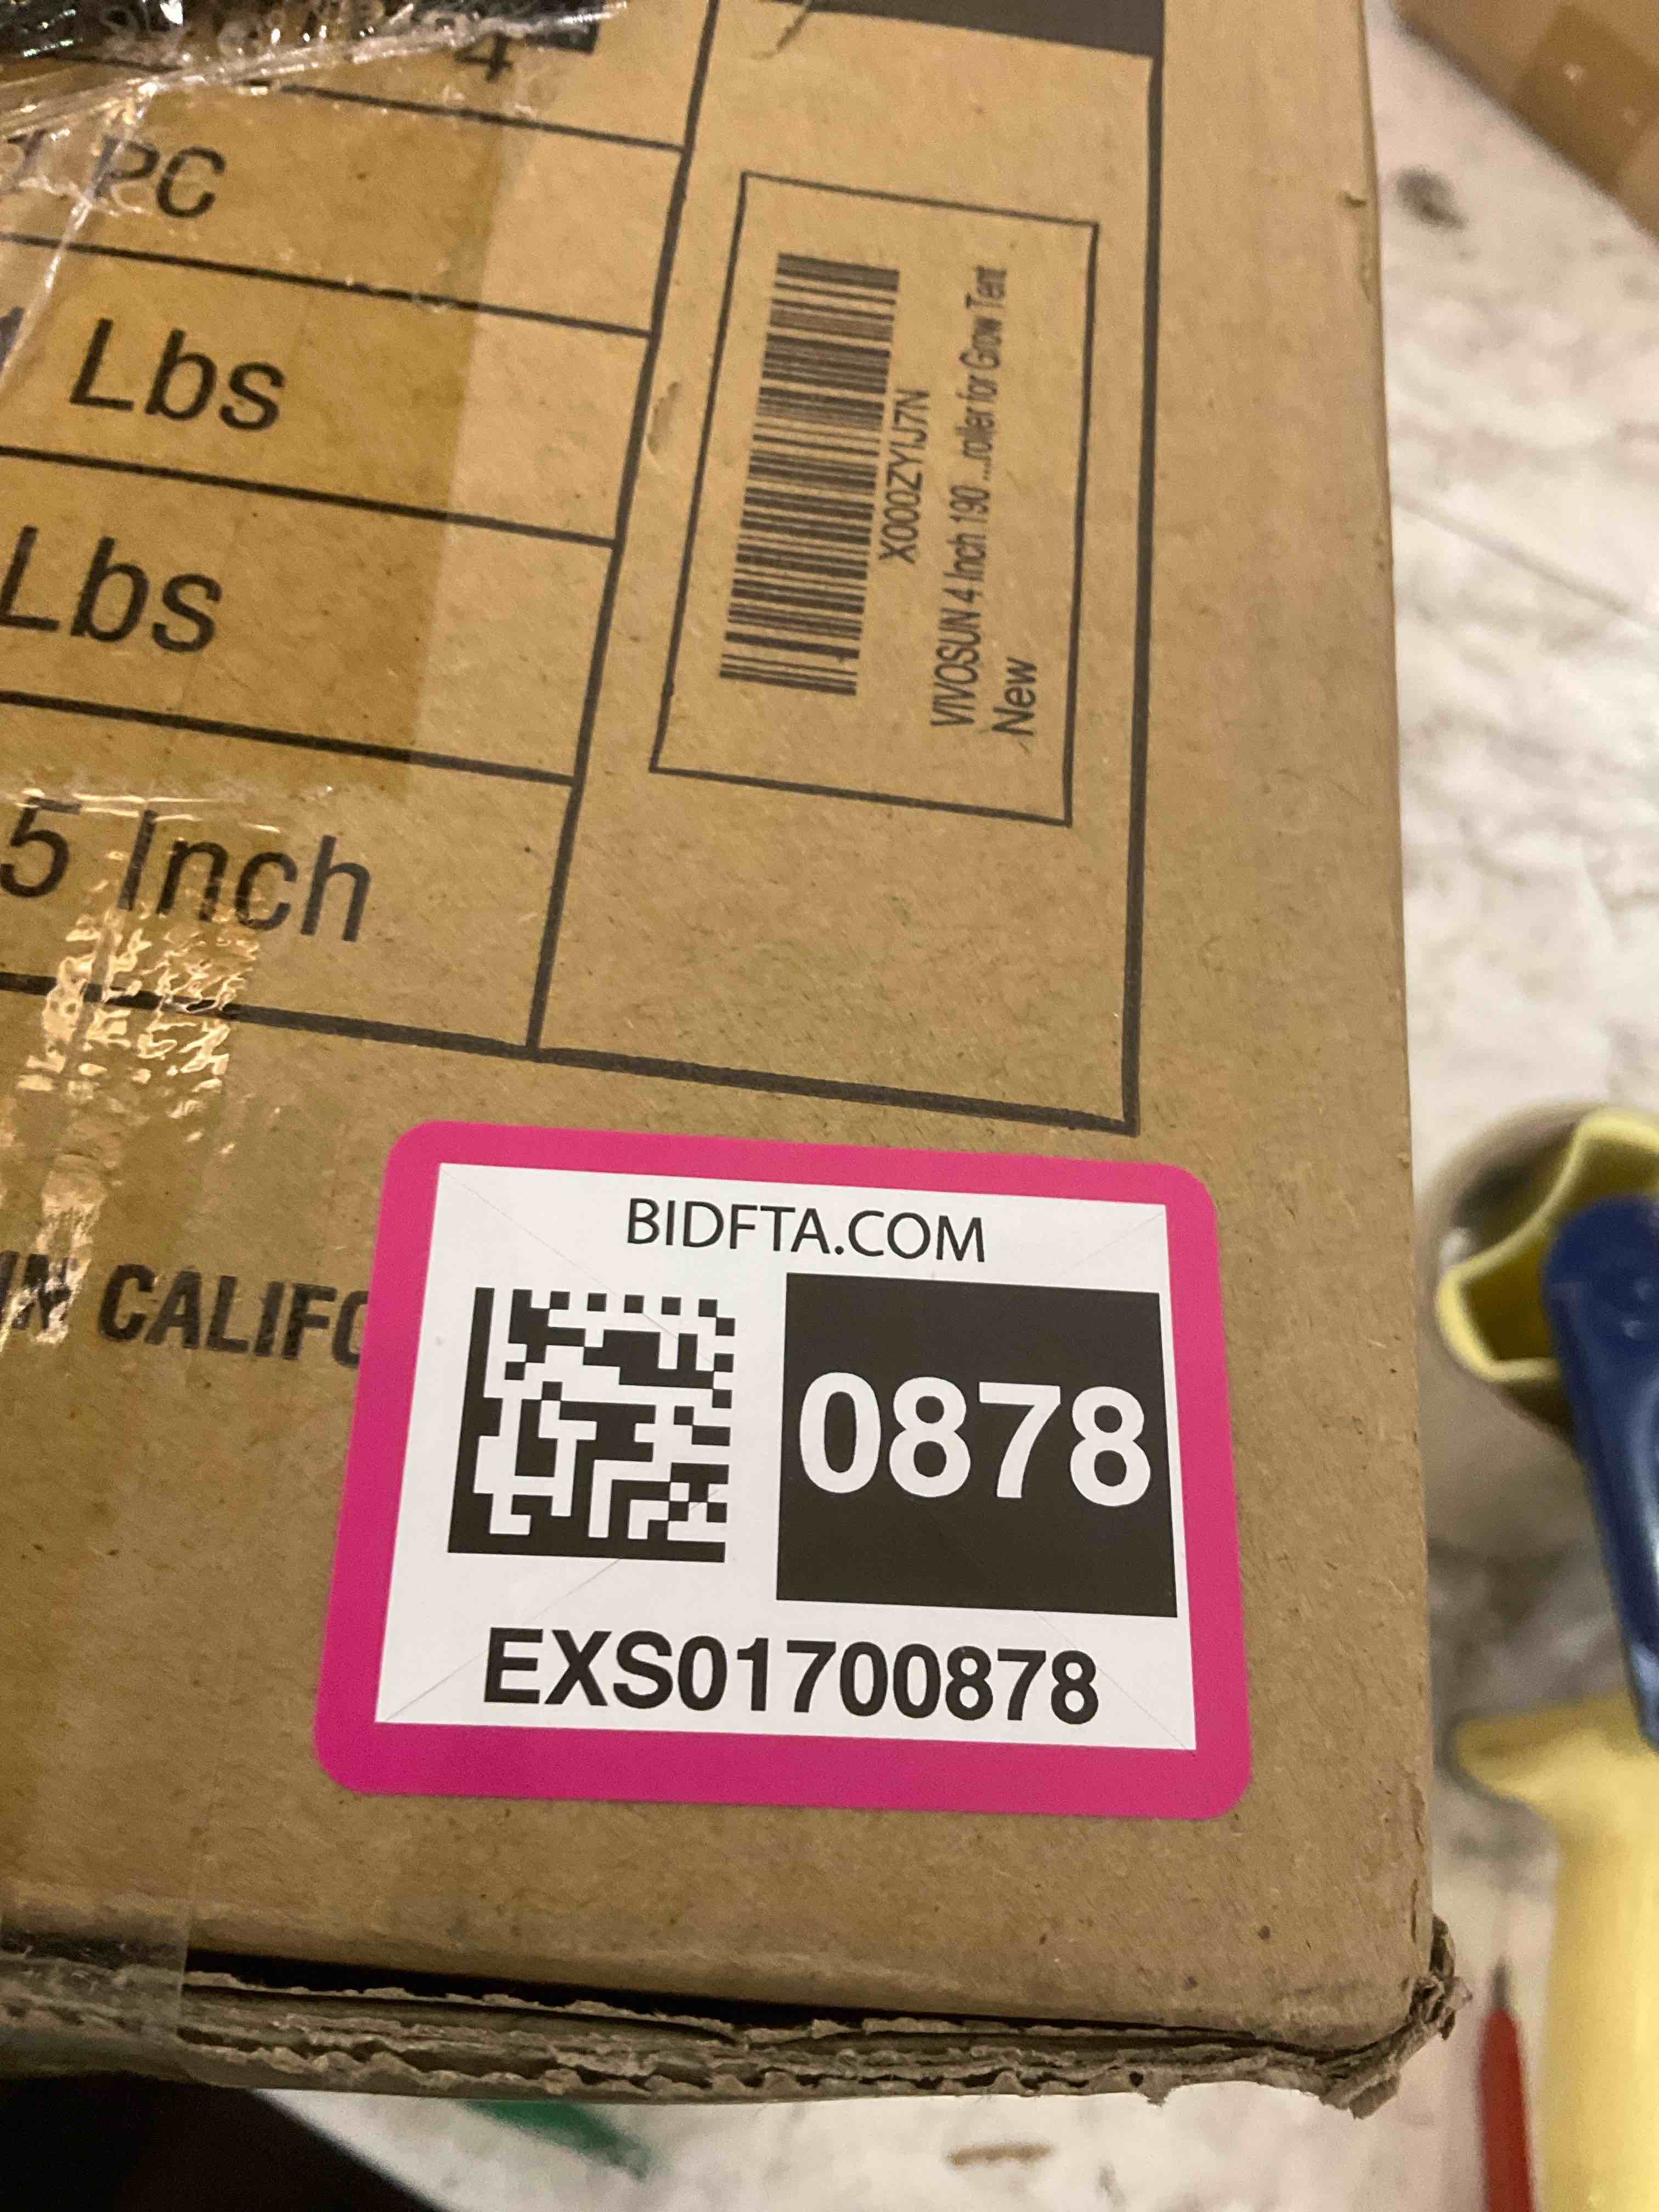 4
PC
Lbs
Lbs
5 Inch
X000ZYIJ7N
VIVOSUN 4 Inch 190 ...roller for Grow Tent
New
IN CALIFO
BIDFTA.COM
0878
EXS01700878